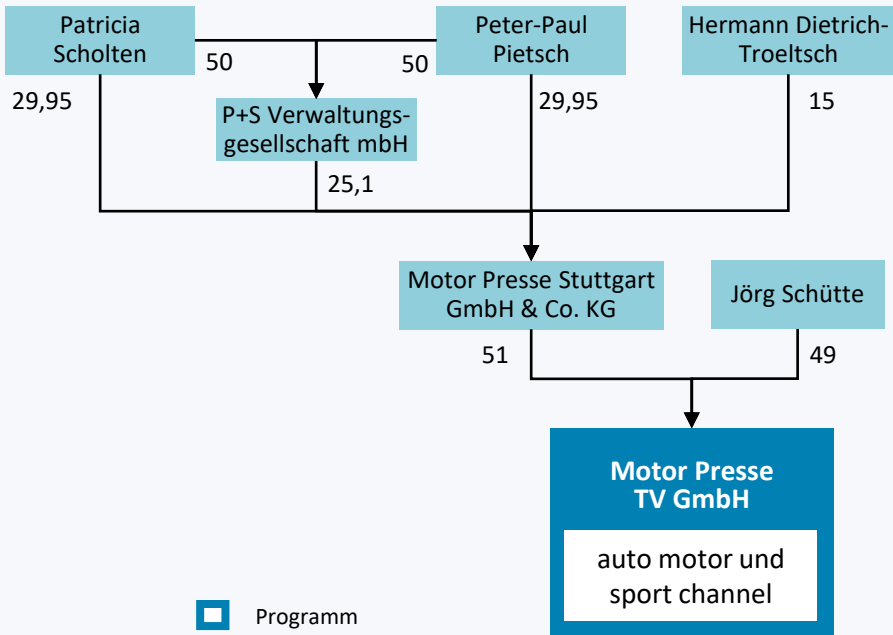 Patricia
Scholten
Peter-Paul
Pietsch
Hermann Dietrich-
Troeltsch
50
50
29,95
29,95
15
P+S Verwaltungs-
gesellschaft mbH
25,1
Motor Presse Stuttgart
GmbH & Co. KG
Jörg Schütte
51
49
Motor Presse
TV GmbH
auto motor und
sport channel
Programm